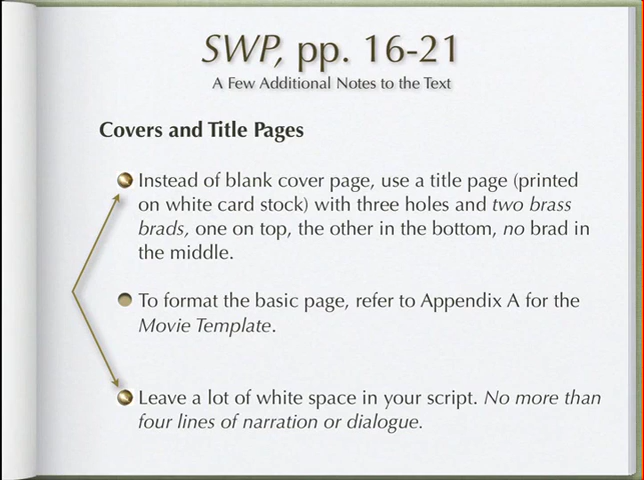 SWP, pp. 16-21
A Few Additional Notes to the Text
Covers and Title Pages
Instead of blank cover page, use a title page (printed
on white card stock) with three holes and two brass
brads, one on top, the other in the bottom, no brad in
the middle.
To format the basic page, refer to Appendix A for the
Movie Template.
Leave a lot of white space in your script. No more than
four lines of narration or dialogue.